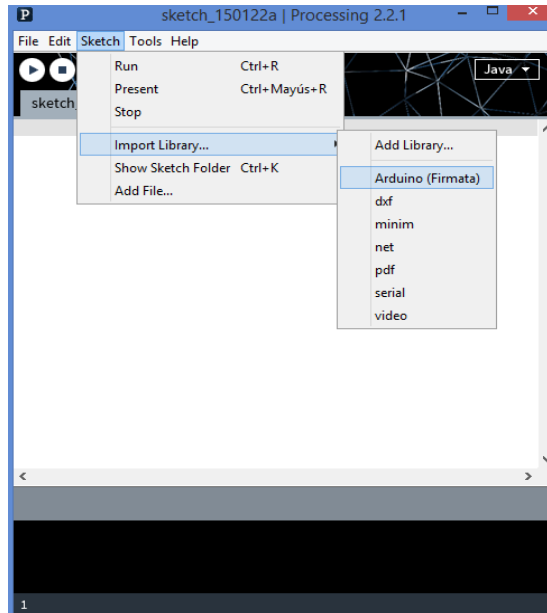 P sketch_150122a | Processing 2.2.1
File Edit Sketch Tools Help
Java
sketch_
Run Ctrl+R
Present Ctrl+Mayús+R
Stop
Import Library...
Show Sketch Folder Ctrl+K
Add File...
Add Library...
Arduino (Firmata)
dxf
minim
net
pdf
serial
video
1